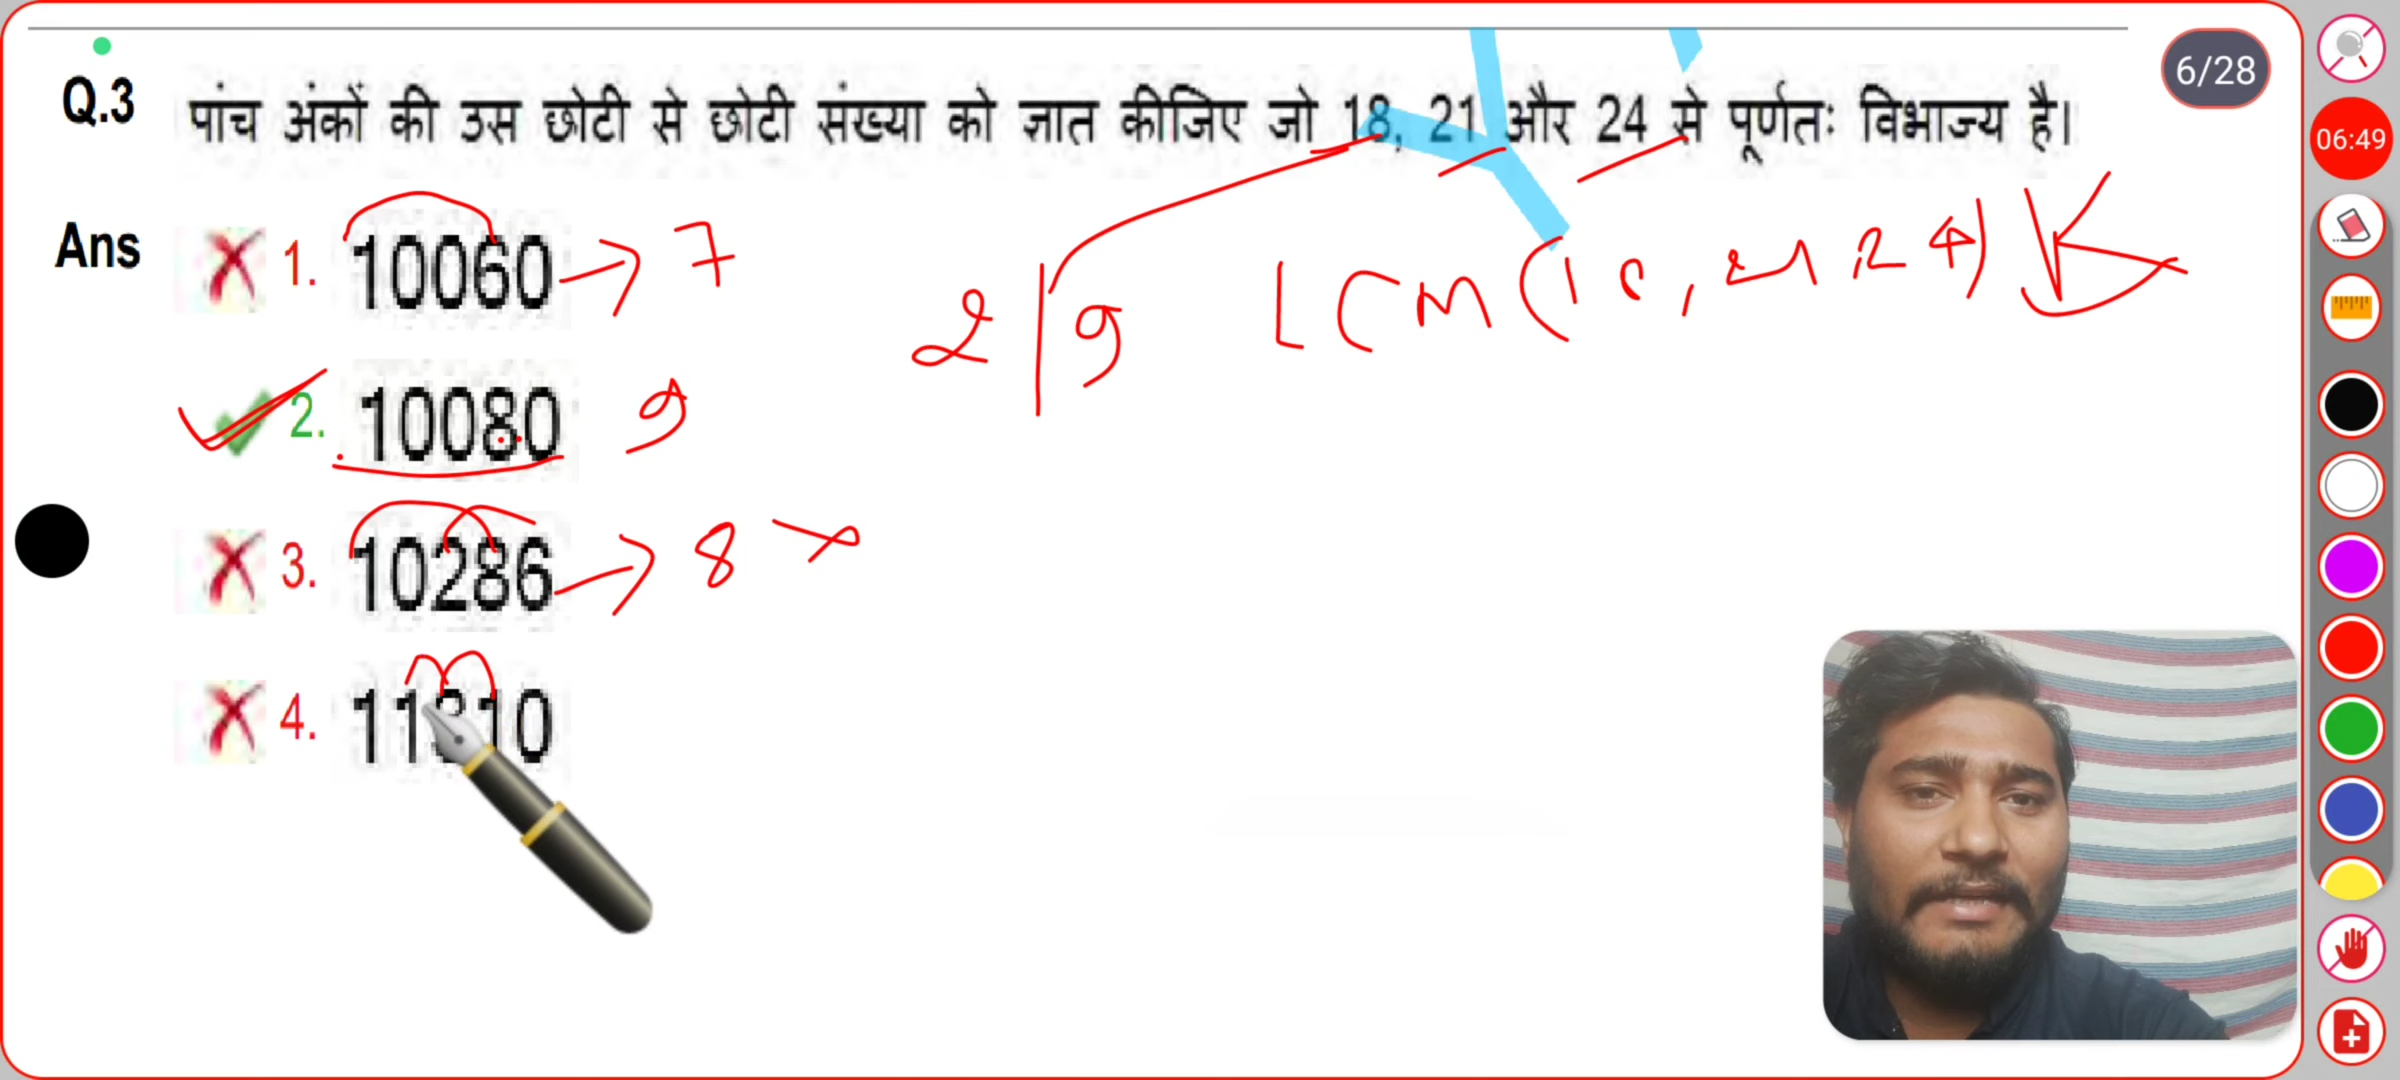 6/28
Q.3 पांच अंकों की उस छोटी से छोटी संख्या को ज्ञात कीजिए जो 18, 21 और 24 से पूर्णतः विभाज्य है।
06:49
Ans
1. 10060 → 7
2 | 9 LCM(18, 21, 24) K
2. 10080 9
3. 10286 → 8 ×
4.